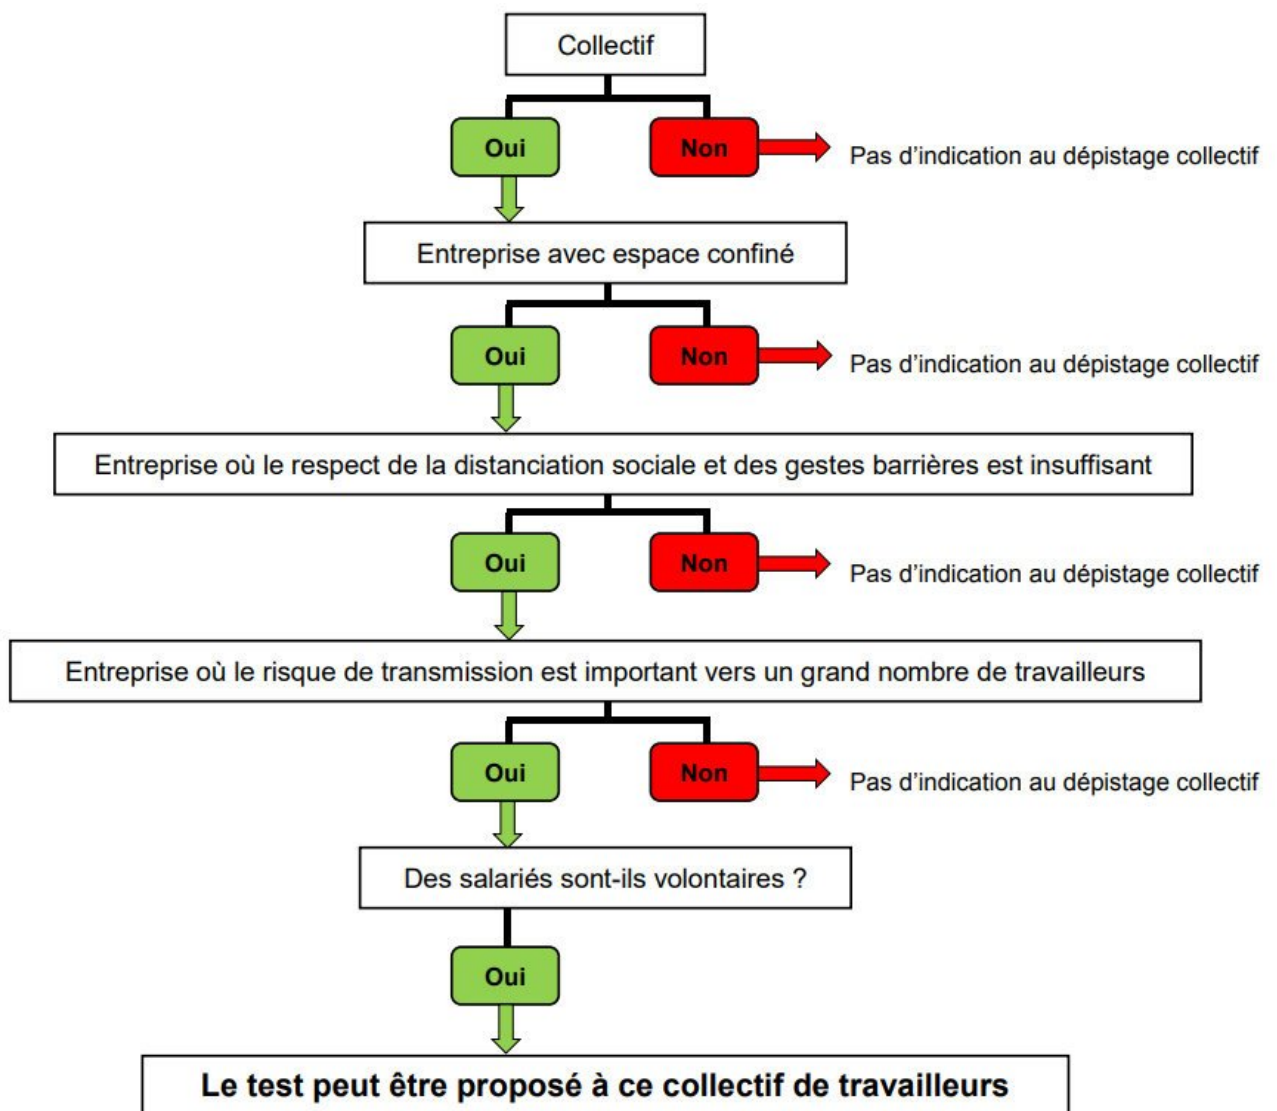 Collectif
Oui
Non
Pas d’indication au dépistage collectif
Entreprise avec espace confiné
Oui
Non
Pas d’indication au dépistage collectif
Entreprise où le respect de la distanciation sociale et des gestes barrières est insuffisant
Oui
Non
Pas d’indication au dépistage collectif
Entreprise où le risque de transmission est important vers un grand nombre de travailleurs
Oui
Non
Pas d’indication au dépistage collectif
Des salariés sont-ils volontaires ?
Oui
Le test peut être proposé à ce collectif de travailleurs